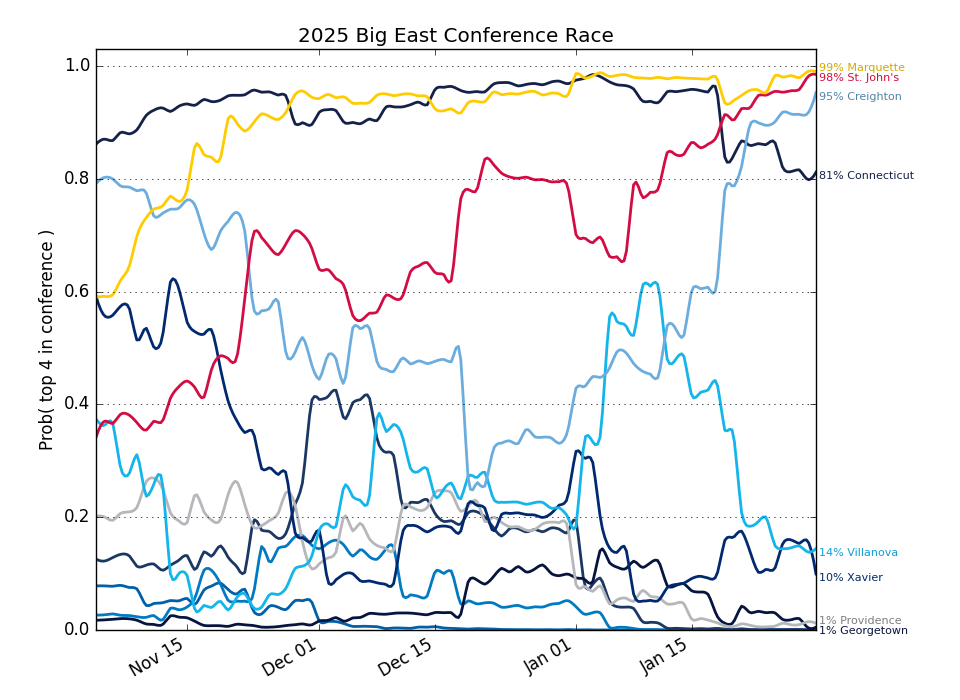 2025 Big East Conference Race
1.0
0.8
0.6
0.4
0.2
0.0
Prob( top 4 in conference )
Nov 15
Dec 01
Dec 15
Jan 01
Jan 15
99% Marquette
98% St. John's
95% Creighton
81% Connecticut
14% Villanova
10% Xavier
1% Providence
1% Georgetown